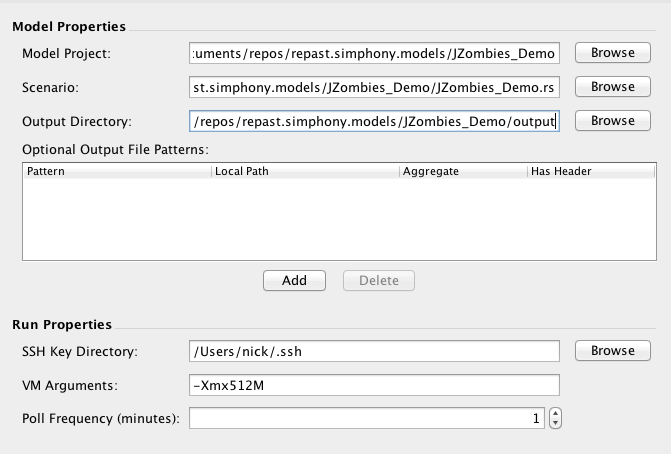 Model Properties
Model Project: :uments/repos/repast.simphony.models/JZombies_Demo Browse
Scenario: st.simphony.models/JZombies_Demo/JZombies_Demo.rs Browse
Output Directory: /repos/repast.simphony.models/JZombies_Demo/output Browse
Optional Output File Patterns:
Pattern Local Path Aggregate Has Header
Add Delete
Run Properties
SSH Key Directory: /Users/nick/.ssh Browse
VM Arguments: -Xmx512M
Poll Frequency (minutes): 1